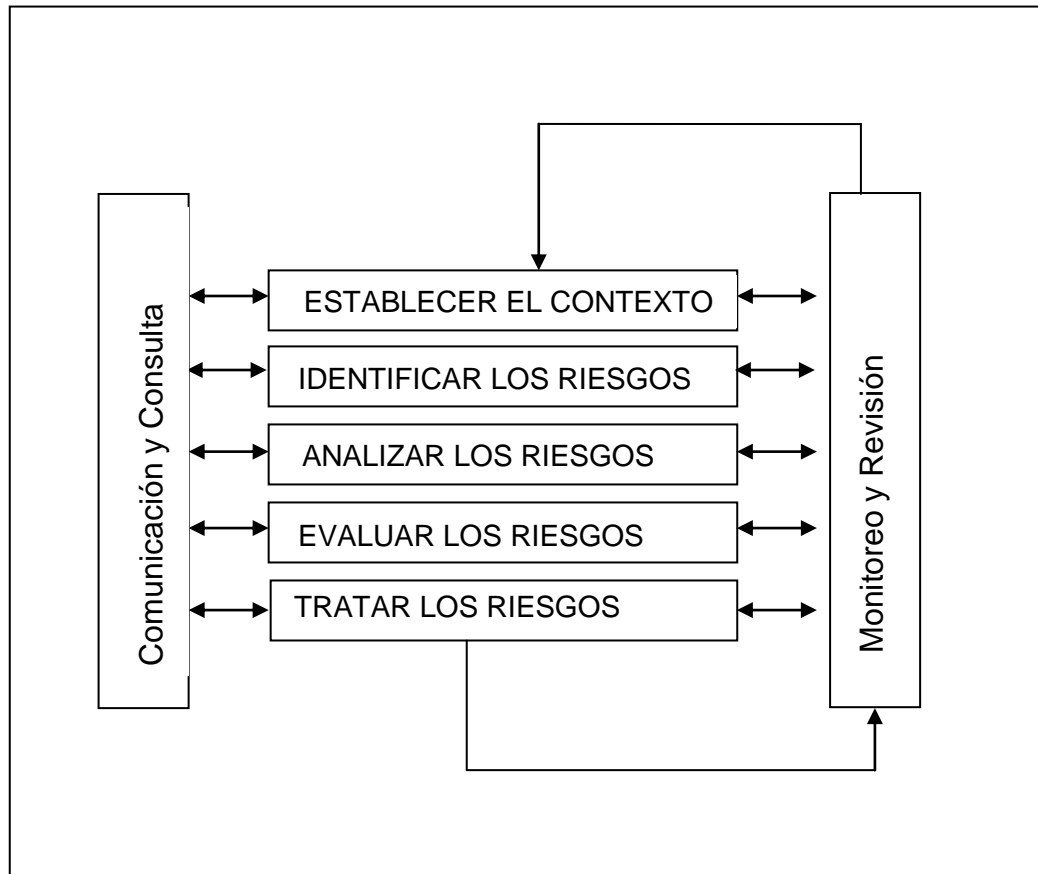 Comunicación y Consulta
ESTABLECER EL CONTEXTO
IDENTIFICAR LOS RIESGOS
ANALIZAR LOS RIESGOS
EVALUAR LOS RIESGOS
TRATAR LOS RIESGOS
Monitoreo y Revisión